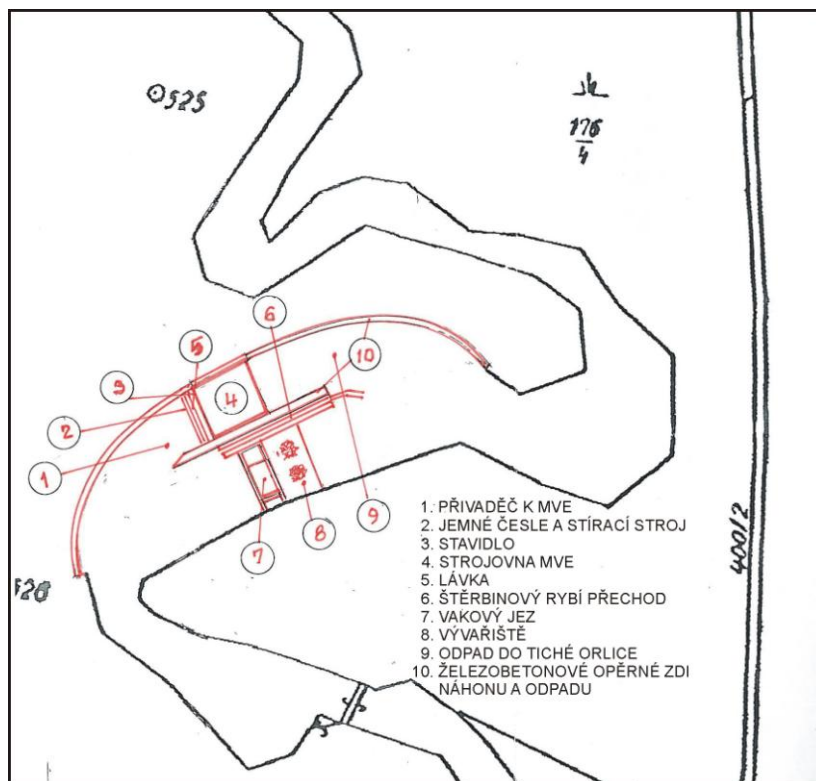 525
176
4
6
5
10
3
4
2
1
9
8
7
528
400/2
1. PŘIVADĚČ K MVE
2. JEMNÉ ČESLE A STÍRACÍ STROJ
3. STAVIDLO
4. STROJOVNA MVE
5. LÁVKA
6. ŠTĚRBINOVÝ RYBÍ PŘECHOD
7. VAKOVÝ JEZ
8. VÝVAŘIŠTĚ
9. ODPAD DO TICHÉ ORLICE
10. ŽELEZOBETONOVÉ OPĚRNÉ ZDI
NÁHONU A ODPADU